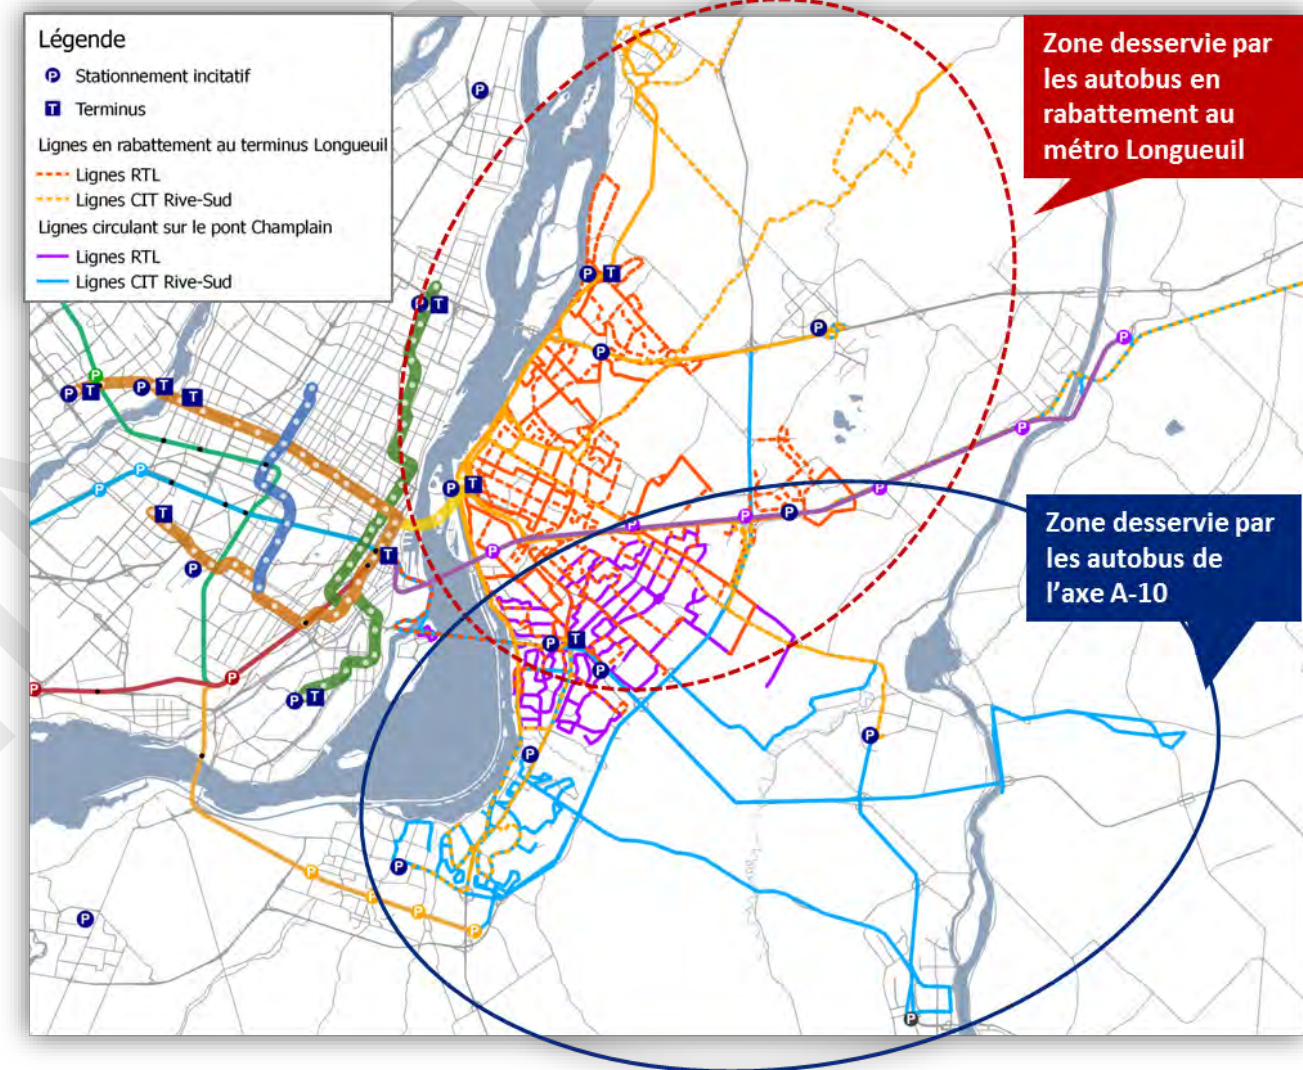 Légende
P Stationnement incitatif
T Terminus
Lignes en rabattement au terminus Longueuil
Lignes RTL
Lignes CIT Rive-Sud
Lignes circulant sur le pont Champlain
Lignes RTL
Lignes CIT Rive-Sud
Zone desservie par
les autobus en
rabattement au
métro Longueuil
Zone desservie par
les autobus de
l'axe A-10